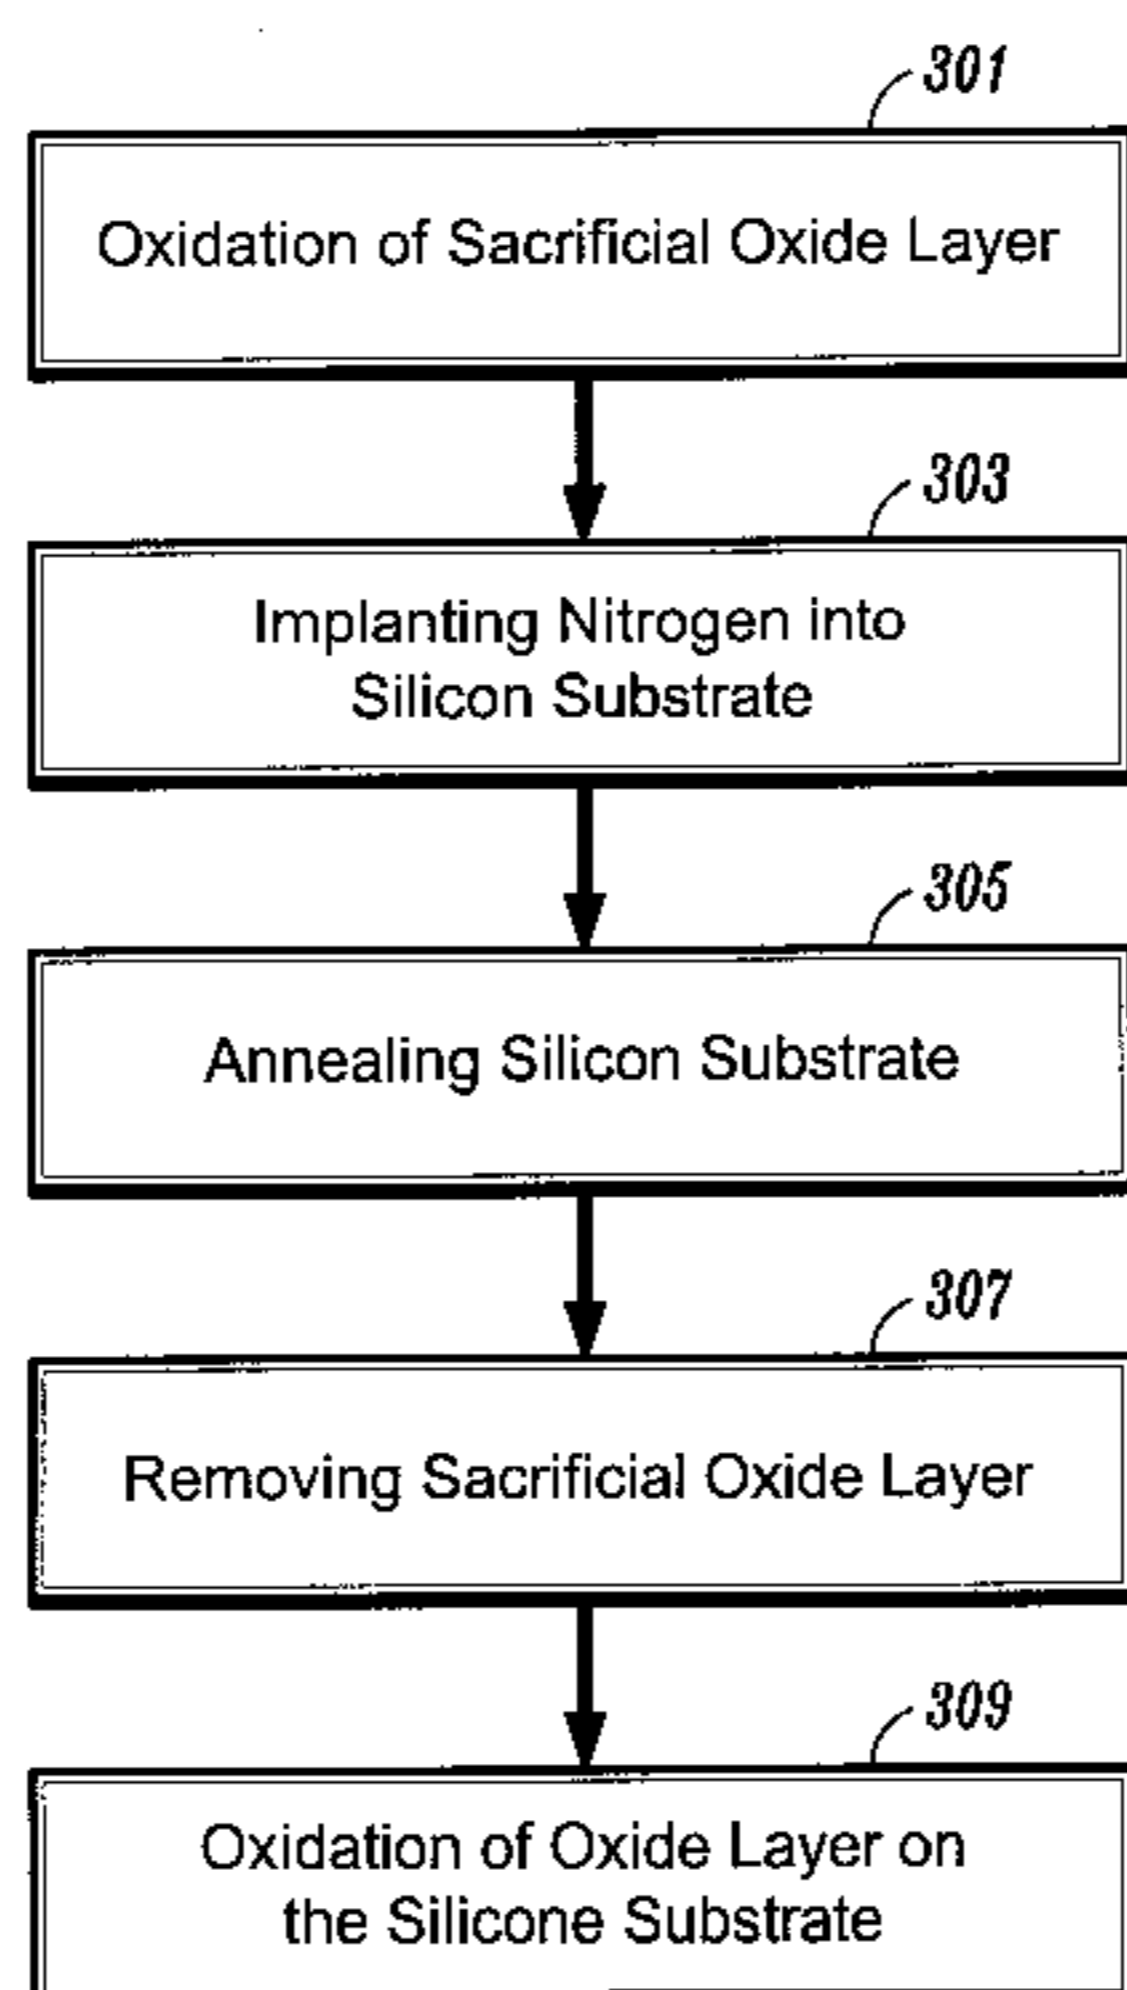 301
Oxidation of Sacrificial Oxide Layer
303
Implanting Nitrogen into
Silicon Substrate
305
Annealing Silicon Substrate
307
Removing Sacrificial Oxide Layer
309
Oxidation of Oxide Layer on
the Silicone Substrate